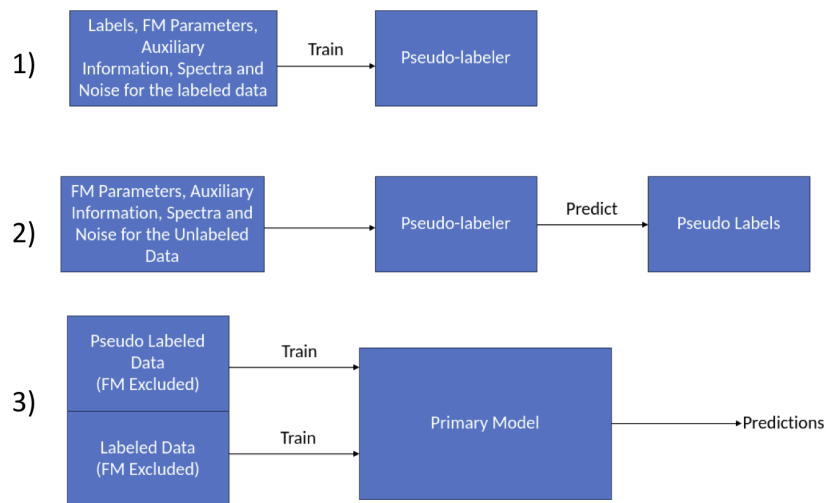 1)
Labels, FM Parameters,
Auxiliary
Information, Spectra and
Noise for the labeled data
Train
Pseudo-labeler
2)
FM Parameters, Auxiliary
Information, Spectra and
Noise for the Unlabeled
Data
Pseudo-labeler
Predict
Pseudo Labels
3)
Pseudo Labeled
Data
(FM Excluded)
Train
Labeled Data
(FM Excluded)
Train
Primary Model
Predictions